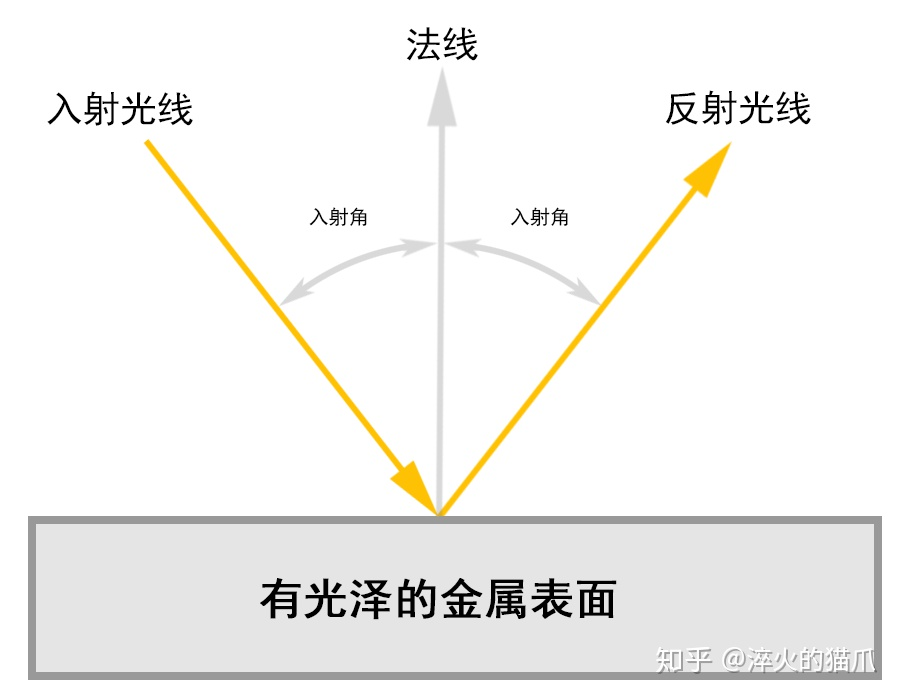 法线
入射光线
反射光线
入射角
入射角
有光泽的金属表面
知乎 @淬火的猫爪